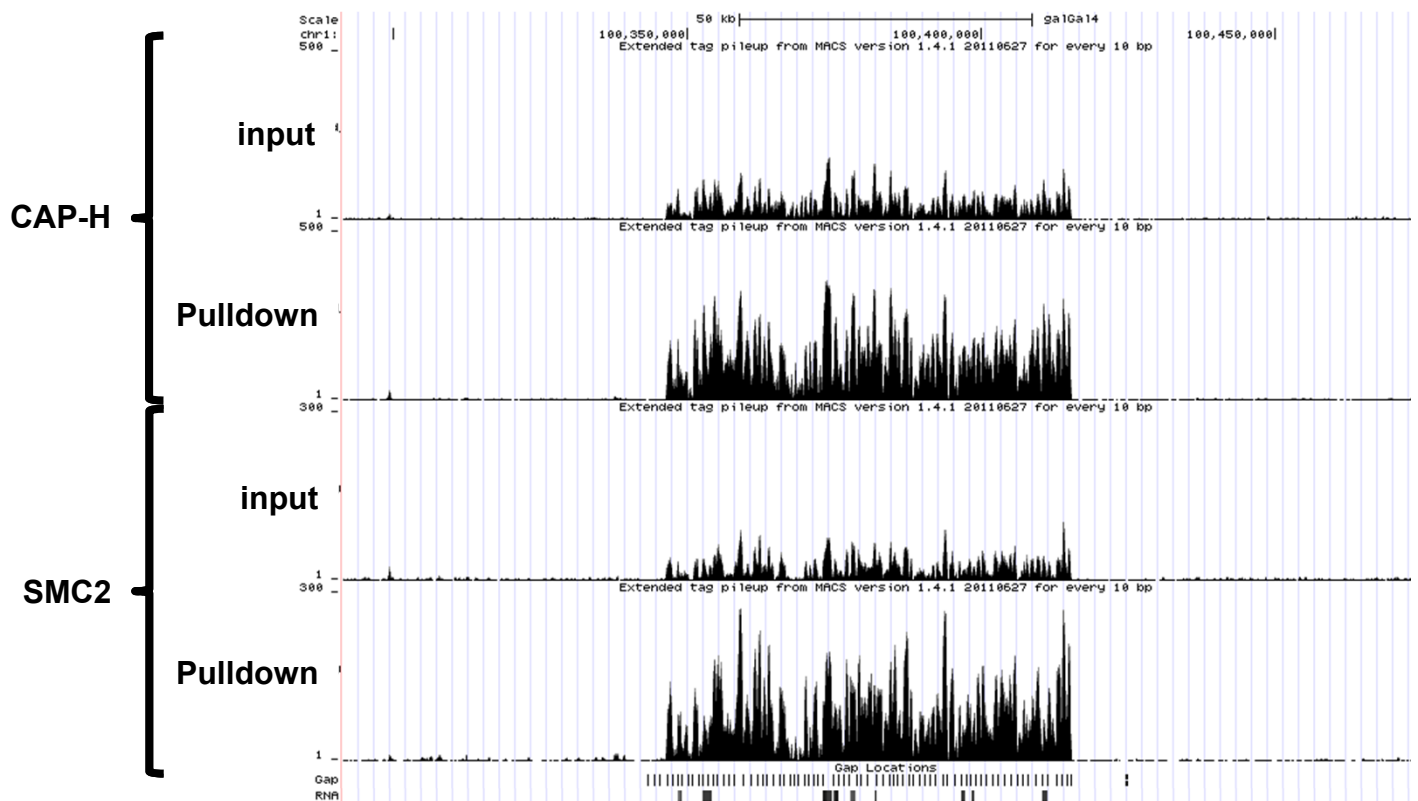 Scale 50 kb galGal4
chr1: 100,350,000 100,400,000 100,450,000
500 Extended tag pileup from MACS version 1.4.1 20110627 for every 10 bp
input
CAP-H
1
500 Extended tag pileup from MACS version 1.4.1 20110627 for every 10 bp
Pulldown
1
300 Extended tag pileup from MACS version 1.4.1 20110627 for every 10 bp
input
1
SMC2
300 Extended tag pileup from MACS version 1.4.1 20110627 for every 10 bp
Pulldown
1
Gap Locations
Gap
RNA